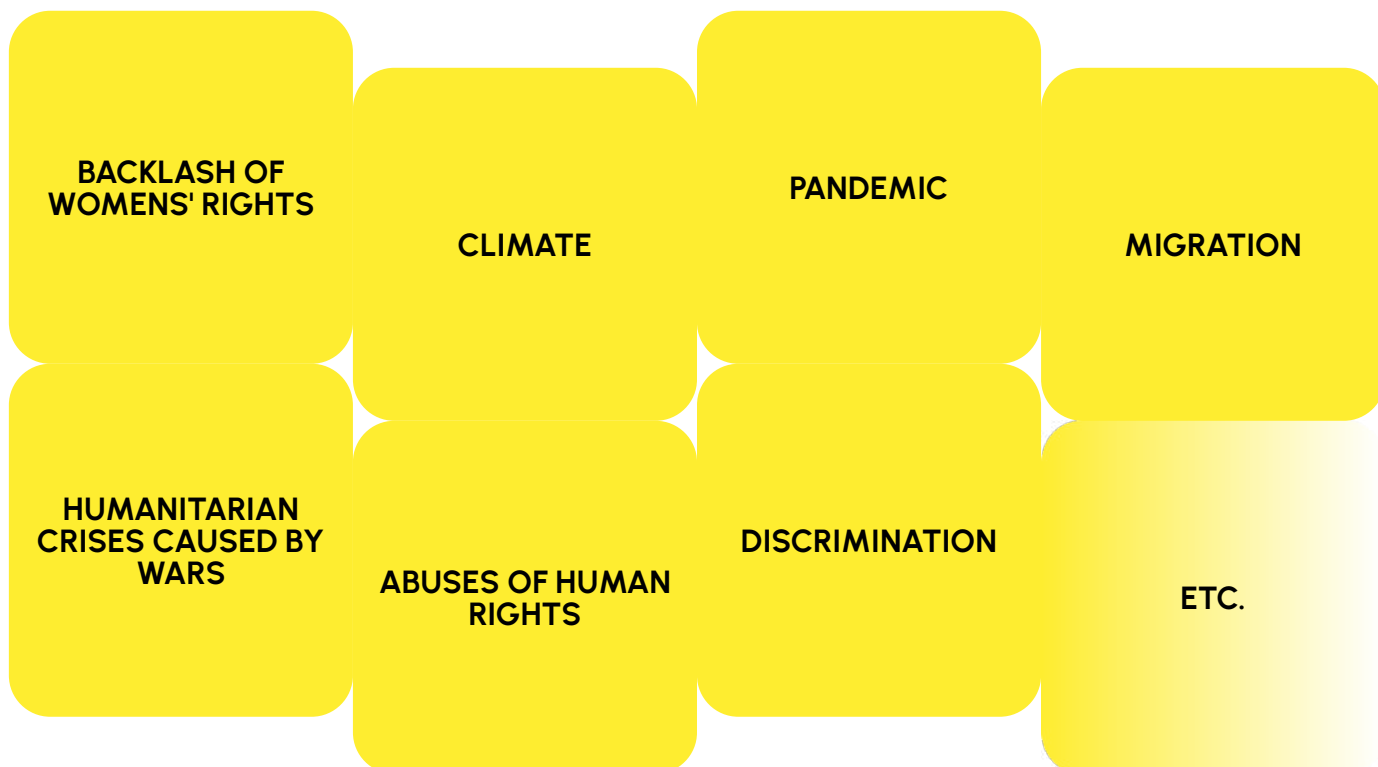 BACKLASH OF
WOMENS' RIGHTS
CLIMATE
PANDEMIC
MIGRATION
HUMANITARIAN
CRISES CAUSED BY
WARS
ABUSES OF HUMAN
RIGHTS
DISCRIMINATION
ETC.